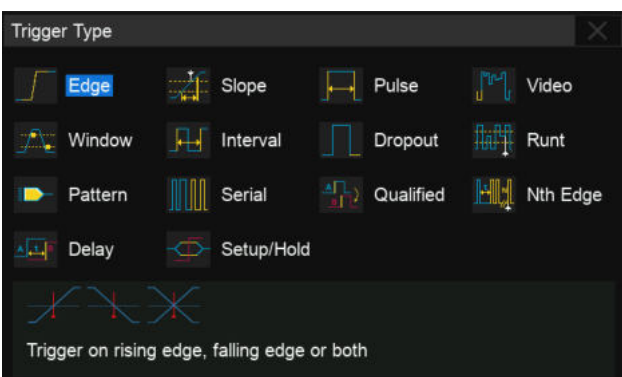 Trigger Type
Edge Slope Pulse Video
Window Interval Dropout Runt
Pattern Serial Qualified Nth Edge
Delay Setup/Hold
Trigger on rising edge, falling edge or both